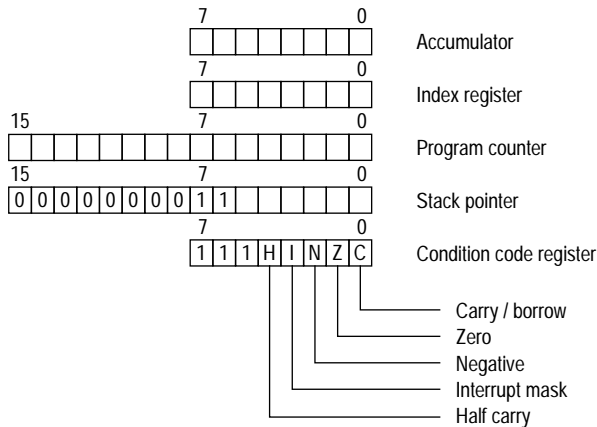 7 0
Accumulator
7 0
Index register
15 7 0
Program counter
15 7 0
0 0 0 0 0 0 0 0 1 1 Stack pointer
7 0
1 1 1 H I N Z C Condition code register
Carry / borrow
Zero
Negative
Interrupt mask
Half carry